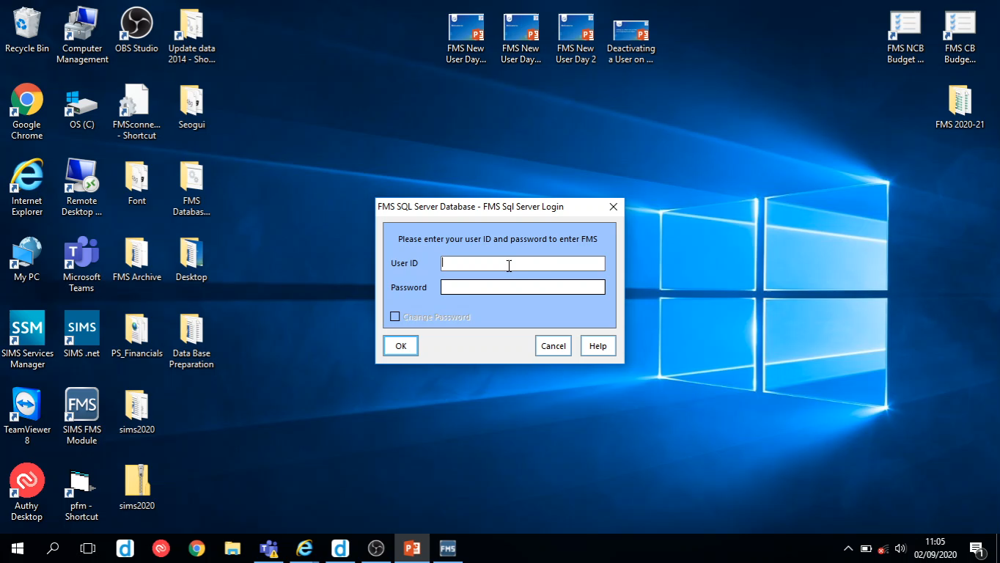 Recycle Bin
Computer
Management
OBS Studio
Update data
2014 - Sho...
FMS New
User Day...
FMS New
User Day...
FMS New
User Day 2
Deactivating
a User on ...
FMS NCB
Budget ...
FMS CB
Budge...
Google
Chrome
OS (C)
FMSconne...
- Shortcut
Seogui
FMS 2020-21
Internet
Explorer
Remote
Desktop ...
Font
FMS
Databas...
FMS SQL Server Database - FMS Sql Server Login
Please enter your user ID and password to enter FMS
User ID
Password
Change Password
OK
Cancel
Help
My PC
Microsoft
Teams
FMS Archive
Desktop
SSM
SIMS
SIMS Services
Manager
SIMS .net
PS_Financials
Data Base
Preparation
FMS
TeamViewer
8
SIMS FMS
Module
sims2020
Authy
Desktop
pfm -
Shortcut
sims2020
FMS
11:05
02/09/2020
1